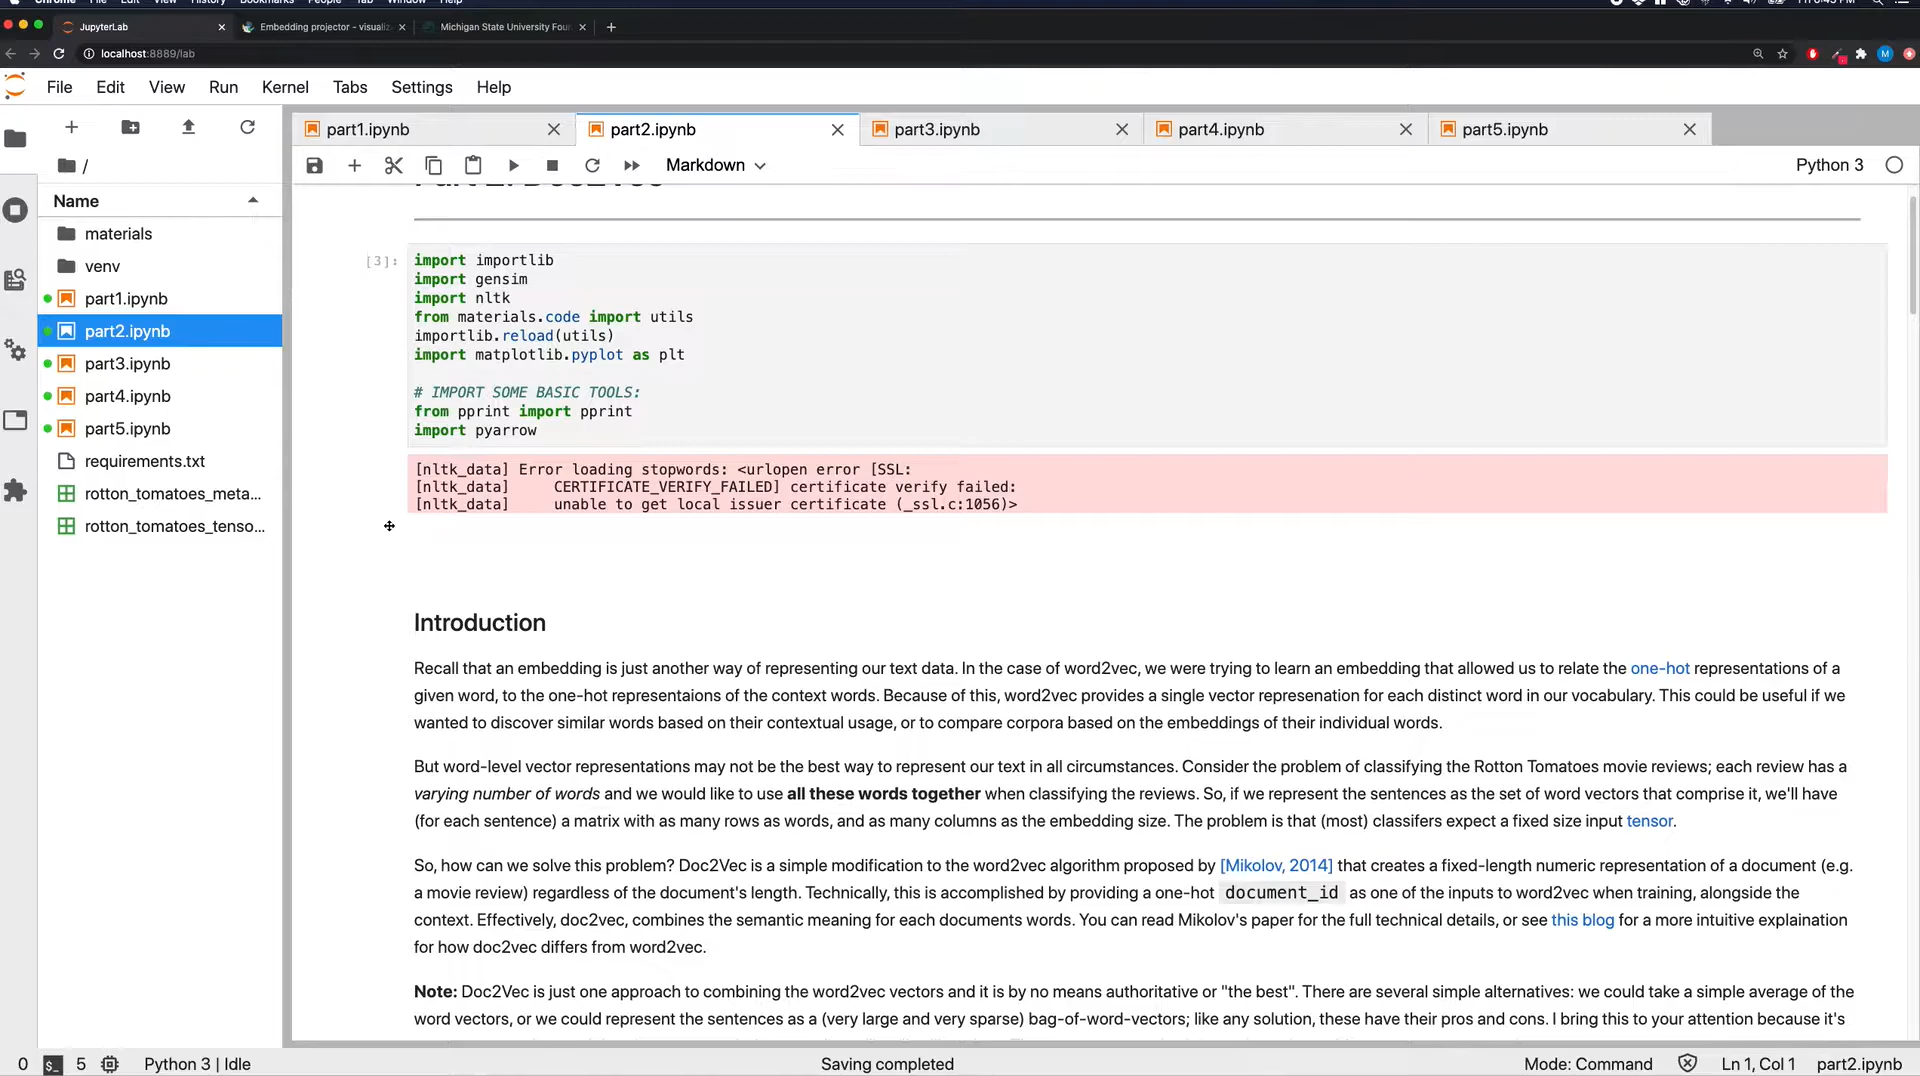 Chrome File Edit View History Bookmarks People Tab Window Help
JupyterLab
Embedding projector - visualiz
Michigan State University Foun
localhost:8889/lab
M
File Edit View Run Kernel Tabs Settings Help
part1.ipynb
part2.ipynb
part3.ipynb
part4.ipynb
part5.ipynb
/
Markdown
Python 3
Name
materials
venv
part1.ipynb
part2.ipynb
part3.ipynb
part4.ipynb
part5.ipynb
requirements.txt
rotton_tomatoes_meta...
rotton_tomatoes_tenso...
Part 2: Doc2Vec
[3]:
import importlib
import gensim
import nltk
from materials.code import utils
importlib.reload(utils)
import matplotlib.pyplot as plt
# IMPORT SOME BASIC TOOLS:
from pprint import pprint
import pyarrow
[nltk_data] Error loading stopwords: <urlopen error [SSL:
[nltk_data]     CERTIFICATE_VERIFY_FAILED] certificate verify failed:
[nltk_data]     unable to get local issuer certificate (_ssl.c:1056)>
Introduction
Recall that an embedding is just another way of representing our text data. In the case of word2vec, we were trying to learn an embedding that allowed us to relate the one-hot representations of a
given word, to the one-hot representaions of the context words. Because of this, word2vec provides a single vector represenation for each distinct word in our vocabulary. This could be useful if we
wanted to discover similar words based on their contextual usage, or to compare corpora based on the embeddings of their individual words.
But word-level vector representations may not be the best way to represent our text in all circumstances. Consider the problem of classifying the Rotton Tomatoes movie reviews; each review has a
varying number of words and we would like to use all these words together when classifying the reviews. So, if we represent the sentences as the set of word vectors that comprise it, we'll have
(for each sentence) a matrix with as many rows as words, and as many columns as the embedding size. The problem is that (most) classifers expect a fixed size input tensor.
So, how can we solve this problem? Doc2Vec is a simple modification to the word2vec algorithm proposed by [Mikolov, 2014] that creates a fixed-length numeric representation of a document (e.g.
a movie review) regardless of the document's length. Technically, this is accomplished by providing a one-hot document_id as one of the inputs to word2vec when training, alongside the
context. Effectively, doc2vec, combines the semantic meaning for each documents words. You can read Mikolov's paper for the full technical details, or see this blog for a more intuitive explaination
for how doc2vec differs from word2vec.
Note: Doc2Vec is just one approach to combining the word2vec vectors and it is by no means authoritative or "the best". There are several simple alternatives: we could take a simple average of the
word vectors, or we could represent the sentences as a (very large and very sparse) bag-of-word-vectors; like any solution, these have their pros and cons. I bring this to your attention because it's
0 5 Python 3 | Idle
Saving completed
Mode: Command
Ln 1, Col 1
part2.ipynb